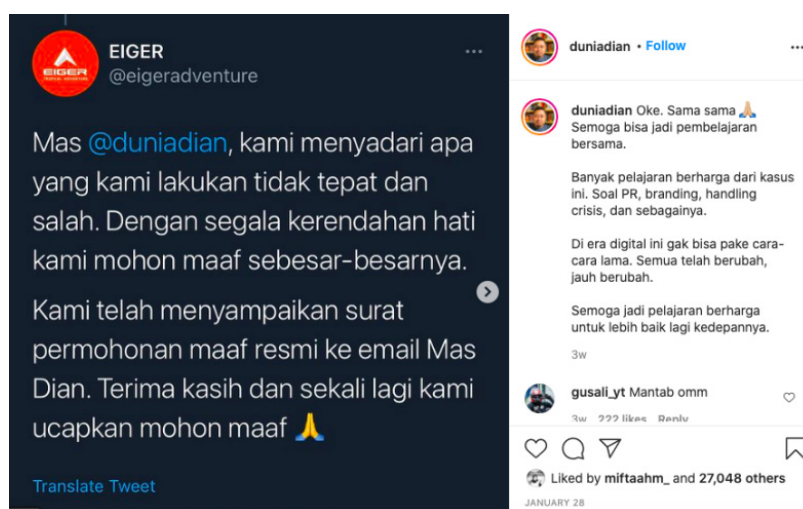 EIGER
@eigeradventure
EIGER
Mas @duniadian, kami menyadari apa
yang kami lakukan tidak tepat dan
salah. Dengan segala kerendahan hati
kami mohon maaf sebesar-besarnya.
Kami telah menyampaikan surat
permohonan maaf resmi ke email Mas
Dian. Terima kasih dan sekali lagi kami
ucapkan mohon maaf 🙏
Translate Tweet
duniadian • Follow
duniadian Oke. Sama sama 🙏🏼
Semoga bisa jadi pembelajaran
bersama.
Banyak pelajaran berharga dari kasus
ini. Soal PR, branding, handling
crisis, dan sebagainya.
Di era digital ini gak bisa pake cara-
cara lama. Semua telah berubah,
jauh berubah.
Semoga jadi pelajaran berharga
untuk lebih baik lagi kedepannya.
3w
gusali_yt Mantab omm
3w 222 likes Reply
Liked by miftaahm_ and 27,048 others
JANUARY 28